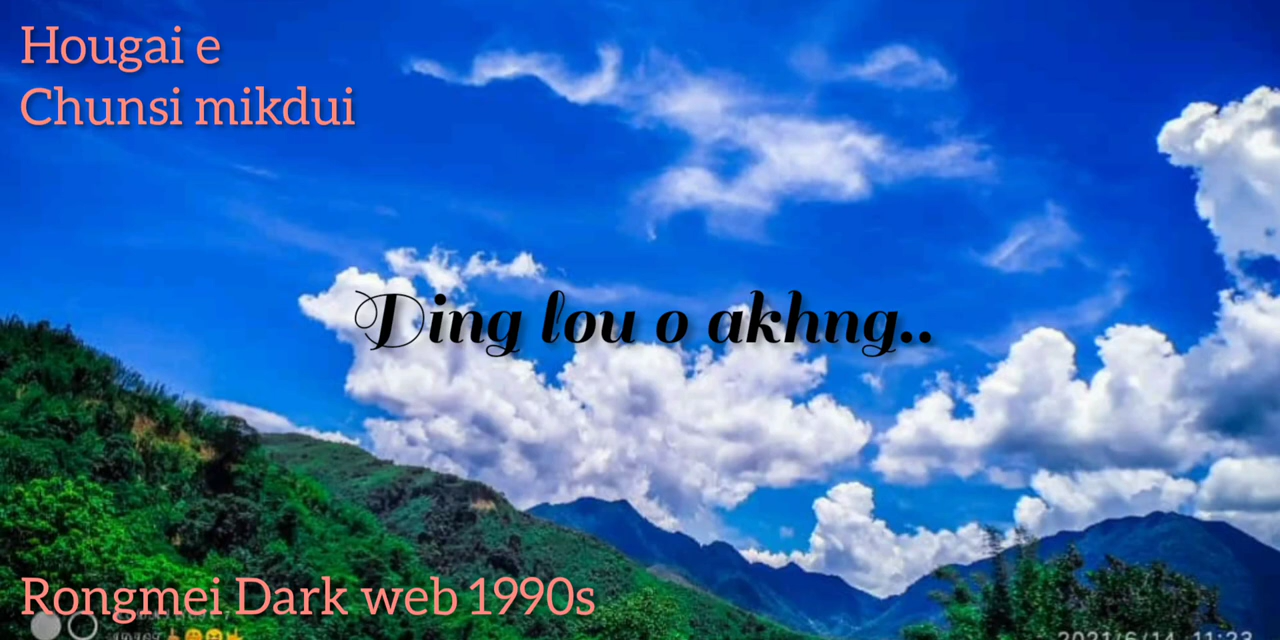 Hougai e
Chunsi mikdui
Ding lou o akhng..
Rongmei Dark web 1990s